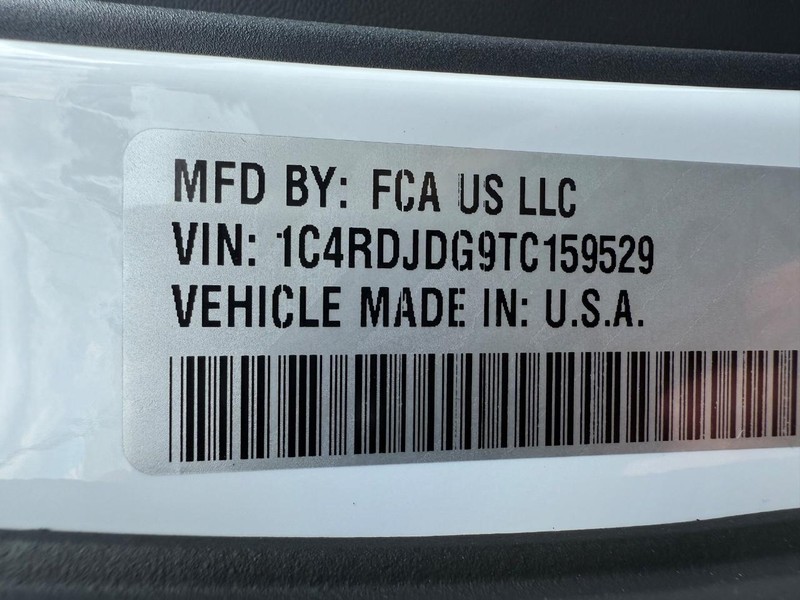 MFD BY: FCA US LLC
VIN: 1C4RDJDG9TC159529
VEHICLE MADE IN: U.S.A.